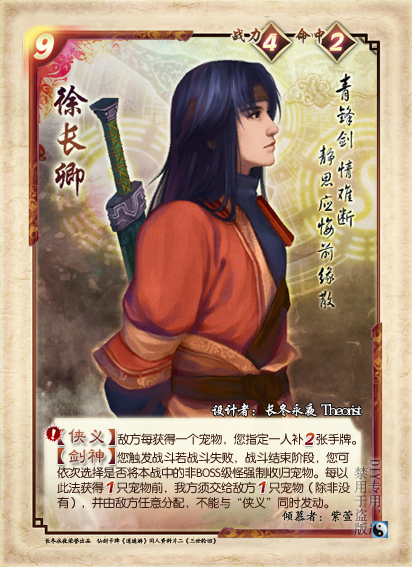 9
战力 4 命中 2
徐长卿
青锋剑情难断
静思应悔前缘散
设计者：长冬永夜 Theorist
【侠义】敌方每获得一个宠物，您指定一人补2张手牌。
【剑神】您触发战斗若战斗失败，战斗结束阶段，您可
依次选择是否将本战中的非BOSS级怪强制收归宠物。每以
此法获得1只宠物前，我方须交给敌方1只宠物（除非没
有），并由敌方任意分配，不能与“侠义”同时发动。
倾慕者：紫萱
禁用于盗版